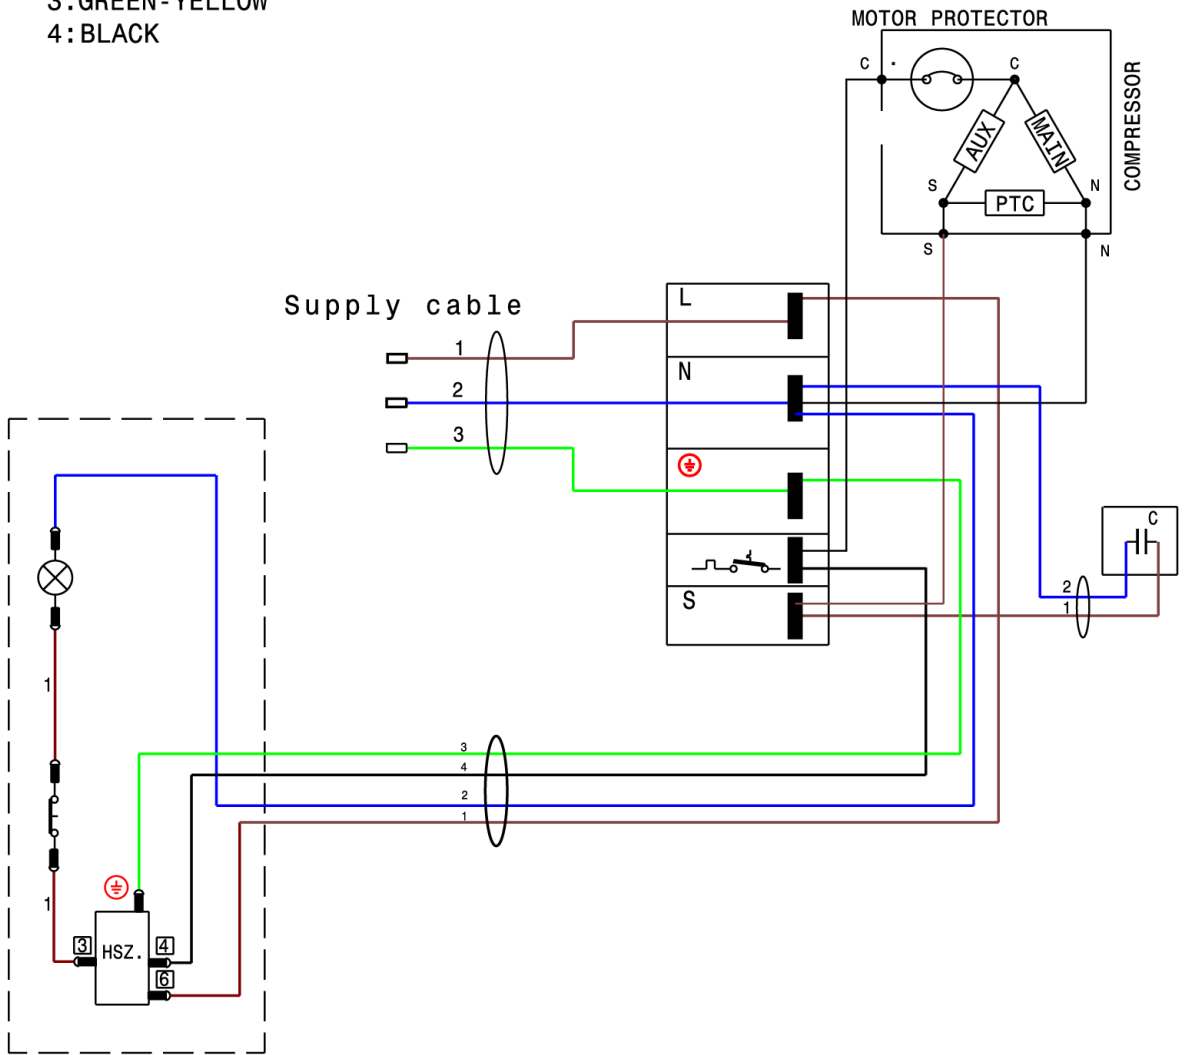 3:GREEN-YELLOW
4:BLACK
MOTOR PROTECTOR
C
C
COMPRESSOR
AUX
MAIN
S
PTC
N
S
N
Supply cable
L
1
N
2
3
C
S
2
1
1
3
4
2
1
1
3
HSZ.
4
6